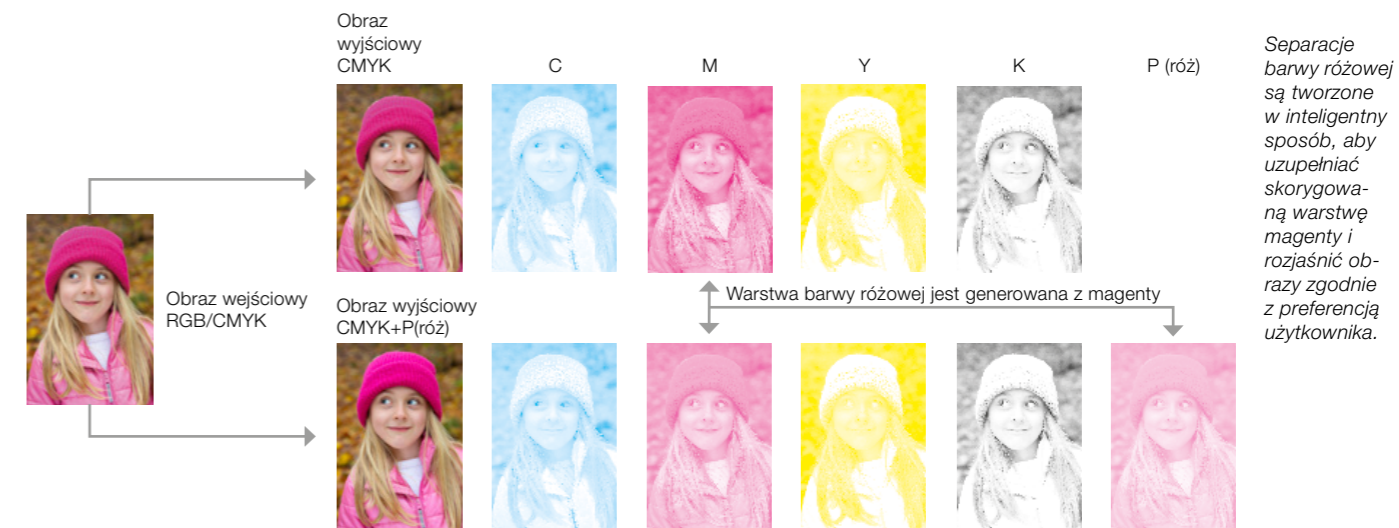 Obraz
wyjściowy
CMYK
C
M
Y
K
P (róż)
Separacje
barwy różowej
są tworzone
w inteligentny
sposób, aby
uzupełniać
skorygowa-
ną warstwę
magenty i
rozjaśnić ob-
razy zgodnie
z preferencją
użytkownika.
Obraz wejściowy
RGB/CMYK
Warstwa barwy różowej jest generowana z magenty
Obraz wyjściowy
CMYK+P(róż)